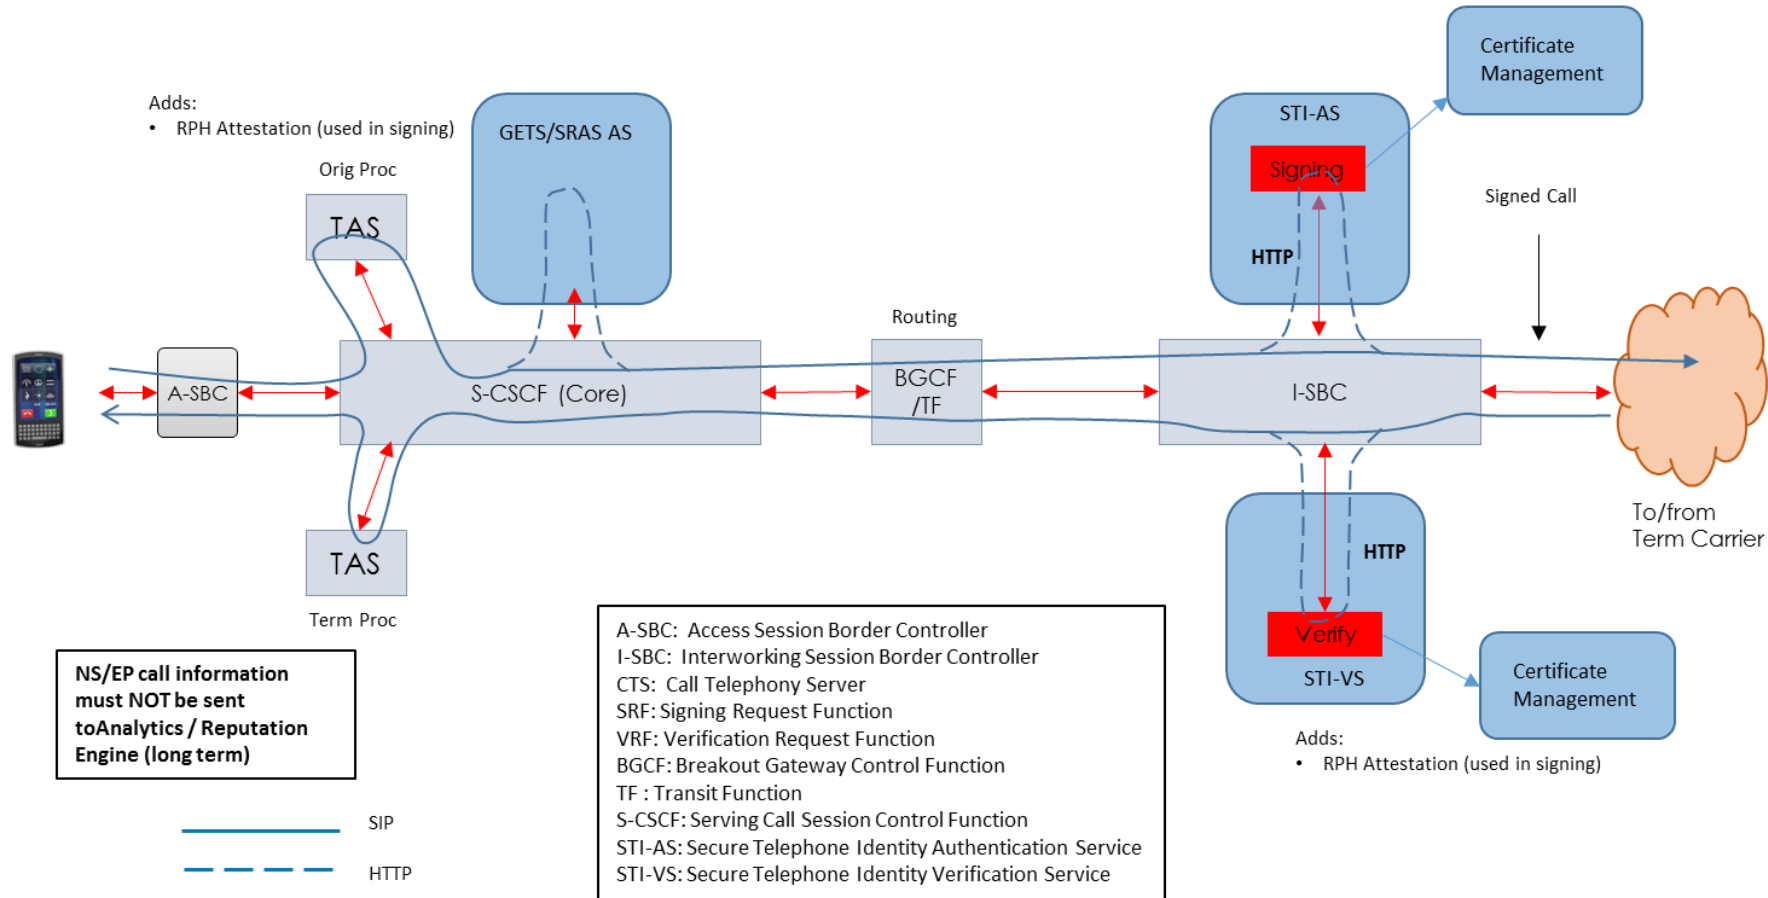 Certificate
Management
Adds:
• RPH Attestation (used in signing)
GETS/SRAS AS
STI-AS
Orig Proc
Signing
TAS
Signed Call
HTTP
Routing
A-SBC
S-CSCF (Core)
BGCF
/TF
I-SBC
To/from
Term Carrier
TAS
HTTP
Term Proc
Verify
STI-VS
Certificate
Management
Adds:
• RPH Attestation (used in signing)
NS/EP call information
must NOT be sent
toAnalytics / Reputation
Engine (long term)
A-SBC: Access Session Border Controller
I-SBC: Interworking Session Border Controller
CTS: Call Telephony Server
SRF: Signing Request Function
VRF: Verification Request Function
BGCF: Breakout Gateway Control Function
TF : Transit Function
S-CSCF: Serving Call Session Control Function
STI-AS: Secure Telephone Identity Authentication Service
STI-VS: Secure Telephone Identity Verification Service
SIP
HTTP